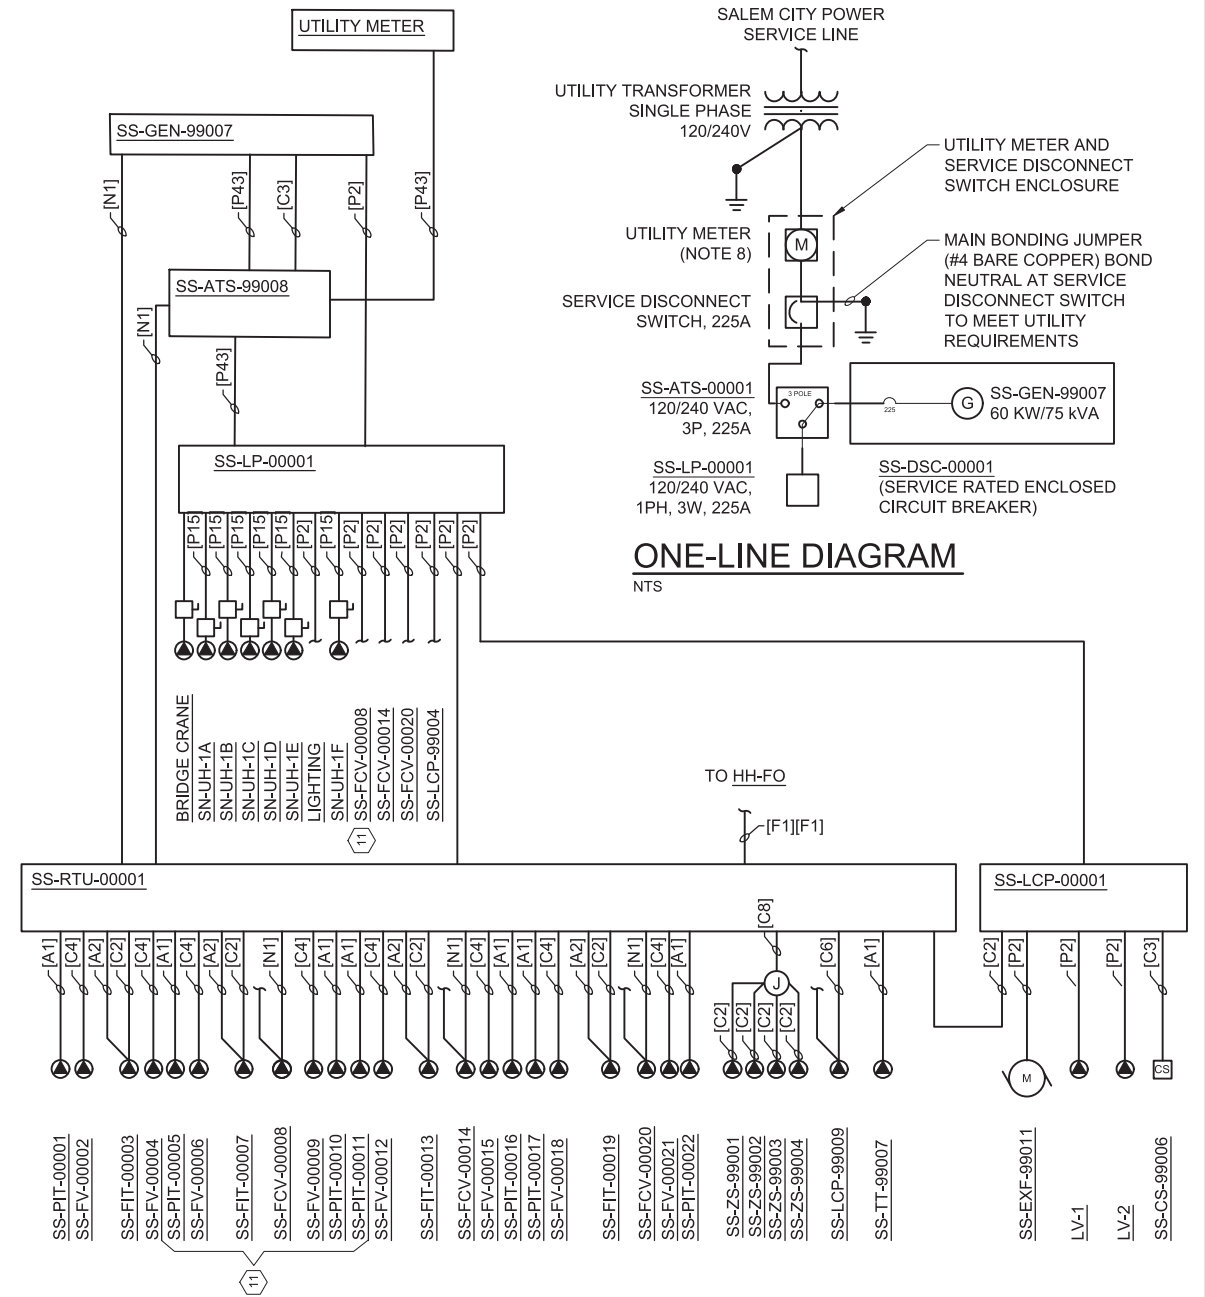 UTILITY METER
SS-GEN-99007
[N1]
[P43]
[C3]
[P2]
[P43]
SS-ATS-99008
[N1]
[P43]
SS-LP-00001
[P15]
[P15]
[P15]
[P15]
[P15]
[P2]
[P15]
[P2]
[P2]
[P2]
[P2]
[P2]
[P2]
BRIDGE CRANE
SN-UH-1A
SN-UH-1B
SN-UH-1C
SN-UH-1D
SN-UH-1E
LIGHTING
SN-UH-1F
SS-FCV-00008
SS-FCV-00014
SS-FCV-00020
SS-LCP-99004
11
SALEM CITY POWER
SERVICE LINE
UTILITY TRANSFORMER
SINGLE PHASE
120/240V
UTILITY METER AND
SERVICE DISCONNECT
SWITCH ENCLOSURE
UTILITY METER
(NOTE 8)
M
MAIN BONDING JUMPER
(#4 BARE COPPER) BOND
NEUTRAL AT SERVICE
DISCONNECT SWITCH
TO MEET UTILITY
REQUIREMENTS
SERVICE DISCONNECT
SWITCH, 225A
SS-ATS-00001
120/240 VAC,
3P, 225A
3 POLE
225
G
SS-GEN-99007
60 KW/75 kVA
SS-LP-00001
120/240 VAC,
1PH, 3W, 225A
SS-DSC-00001
(SERVICE RATED ENCLOSED
CIRCUIT BREAKER)
ONE-LINE DIAGRAM
NTS
TO HH-FO
[F1][F1]
SS-RTU-00001
SS-LCP-00001
[A1]
[C4]
[A2]
[C2]
[C4]
[A1]
[C4]
[A2]
[C2]
[N1]
[C4]
[A1]
[A1]
[C4]
[A2]
[C2]
[N1]
[C4]
[A1]
[A1]
[C4]
[A2]
[C2]
[N1]
[C4]
[A1]
[C8]
J
[C2]
[C2]
[C2]
[C2]
[C6]
[A1]
[C2]
[P2]
[P2]
[P2]
[C3]
M
CS
SS-PIT-00001
SS-FV-00002
SS-FIT-00003
SS-FV-00004
SS-PIT-00005
SS-FV-00006
SS-FIT-00007
SS-FCV-00008
SS-FV-00009
SS-PIT-00010
SS-PIT-00011
SS-FV-00012
SS-FIT-00013
SS-FCV-00014
SS-FV-00015
SS-PIT-00016
SS-PIT-00017
SS-FV-00018
SS-FIT-00019
SS-FCV-00020
SS-FV-00021
SS-PIT-00022
SS-ZS-99001
SS-ZS-99002
SS-ZS-99003
SS-ZS-99004
SS-LCP-99009
SS-TT-99007
SS-EXF-99011
LV-1
LV-2
SS-CS-99006
11